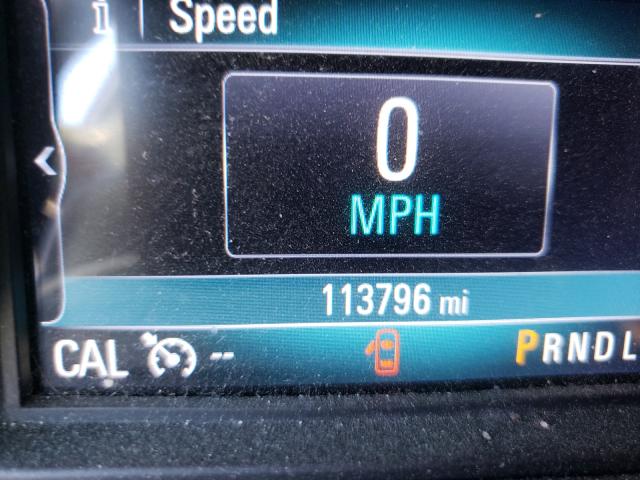 i Speed
0
MPH
113796 mi
CAL -- PRNDL